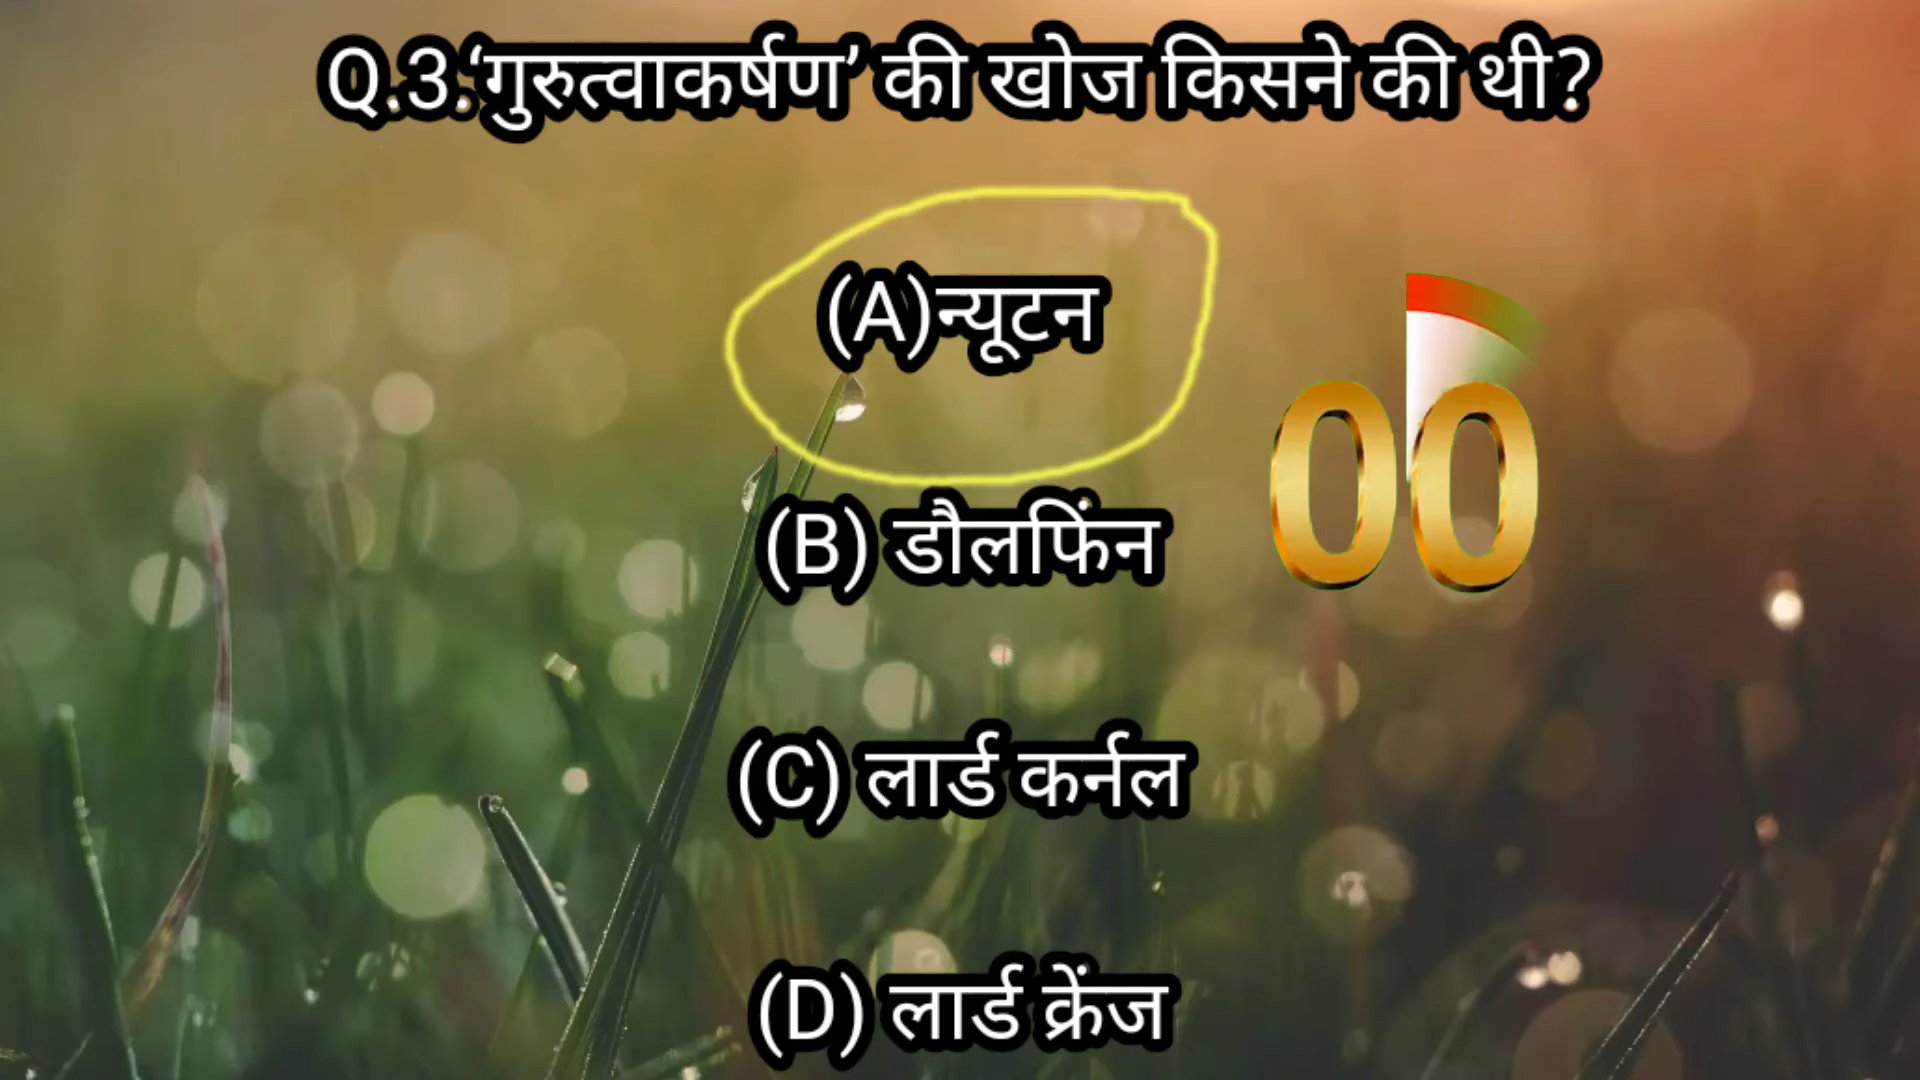 Q.3.‘गुरुत्वाकर्षण’ की खोज किसने की थी?
(A)न्यूटन
00
(B) डौलफिंन
(C) लार्ड कर्नल
(D) लार्ड क्रेंज